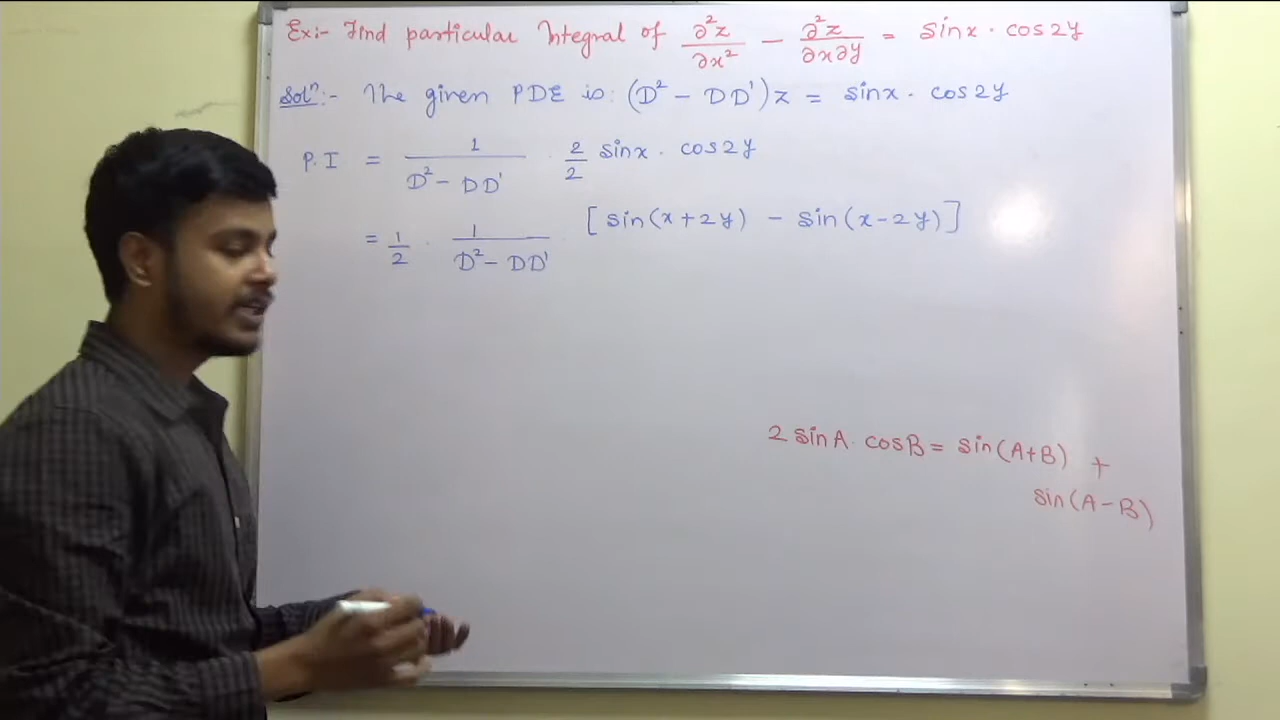 Ex:- Find particular Integral of ∂²z/∂x² − ∂²z/∂x∂y = sinx · cos2y
Solⁿ:- The given PDE is: (D² − DD')z = sinx · cos2y
P.I = 1/(D² − DD') · 2/2 sinx · cos2y
= 1/2 · 1/(D² − DD') [sin(x+2y) − sin(x−2y)]
2 sinA · cosB = sin(A+B) +
sin(A−B)